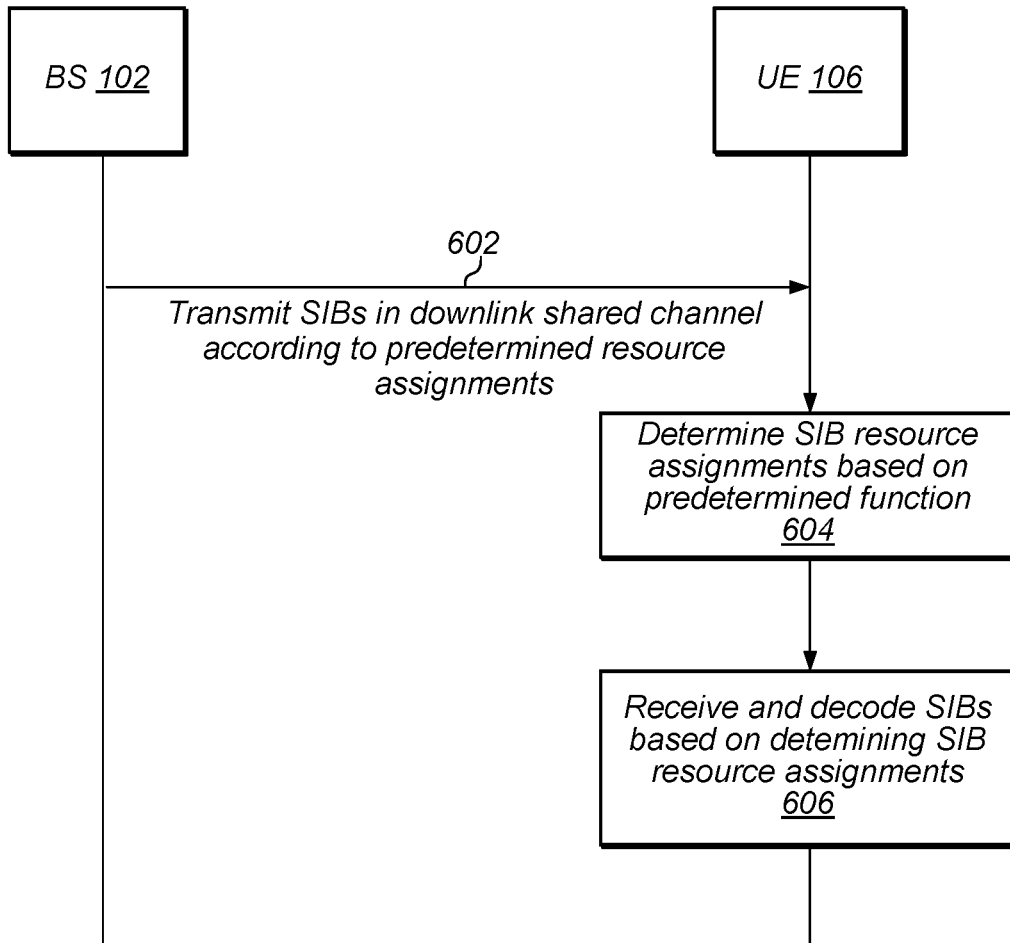 BS 102
UE 106
602
Transmit SIBs in downlink shared channel
according to predetermined resource
assignments
Determine SIB resource
assignments based on
predetermined function
604
Receive and decode SIBs
based on detemining SIB
resource assignments
606